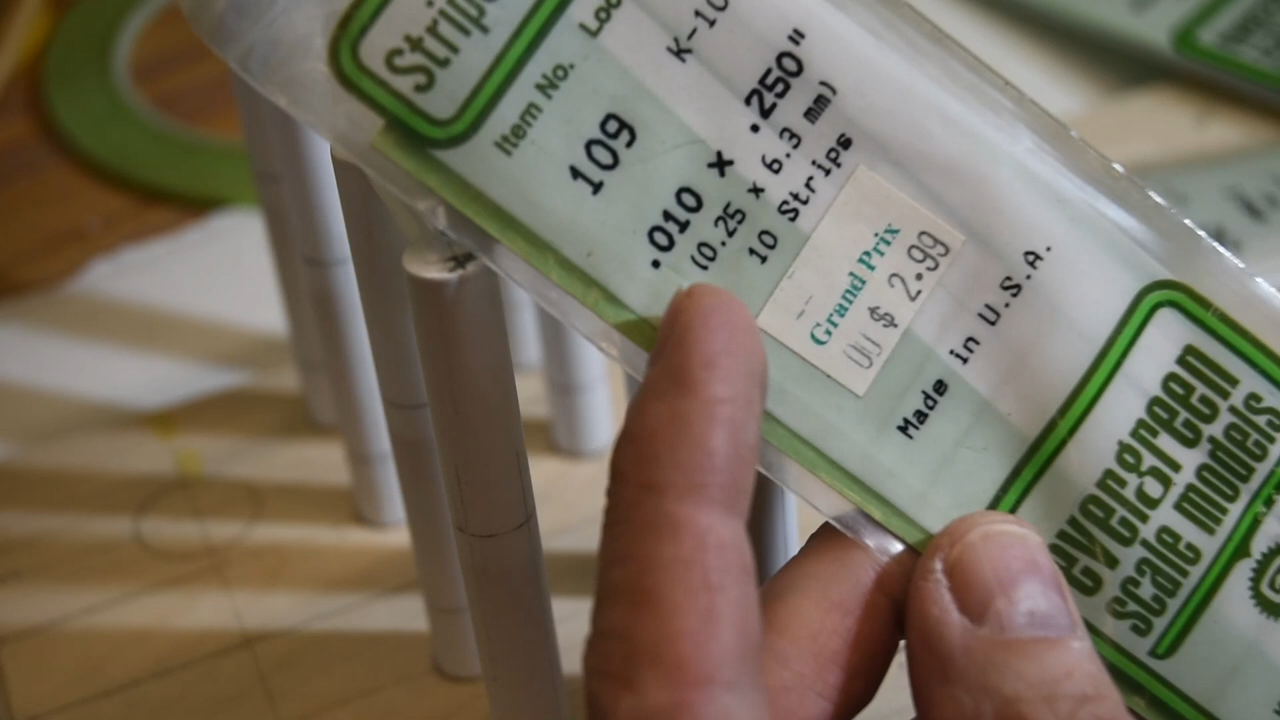 Item No.
109
.010 x .250"
(0.25 x 6.3 mm)
10 Strips
Grand Prix
$ 2.99
Made in U.S.A.
evergreen
scale models